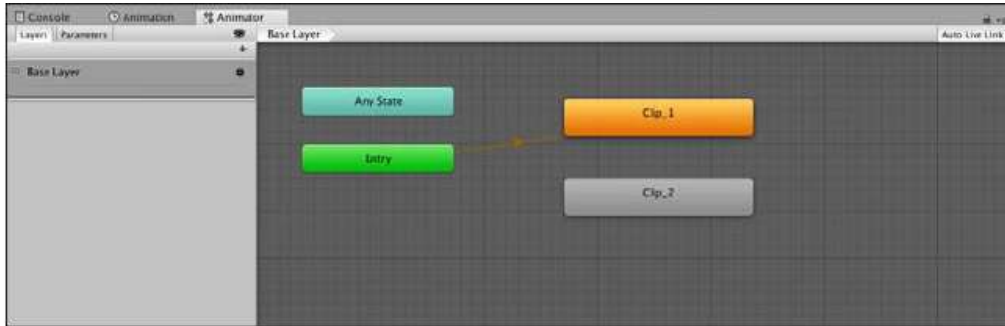 Console Animation Animator
Layers Parameters Base Layer Auto Live Link
Base Layer
Any State
Clip_1
Entry
Clip_2